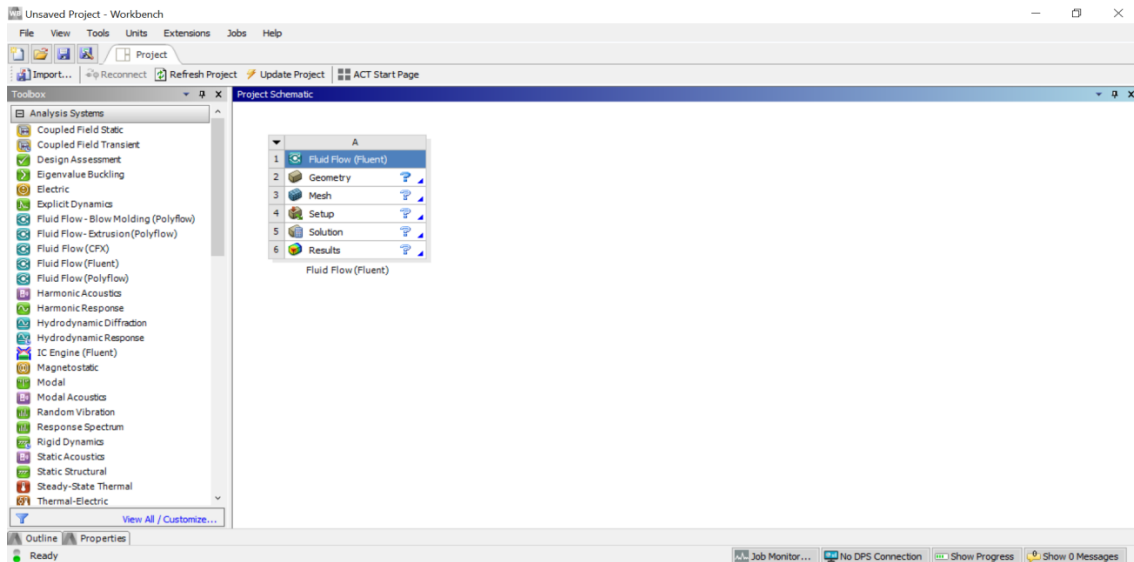 Unsaved Project - Workbench
File View Tools Units Extensions Jobs Help
Project
Import... Reconnect Refresh Project Update Project ACT Start Page
Toolbox
Project Schematic
Analysis Systems
Coupled Field Static
Coupled Field Transient
Design Assessment
Eigenvalue Buckling
Electric
Explicit Dynamics
Fluid Flow - Blow Molding (Polyflow)
Fluid Flow - Extrusion (Polyflow)
Fluid Flow (CFX)
Fluid Flow (Fluent)
Fluid Flow (Polyflow)
Harmonic Acoustics
Harmonic Response
Hydrodynamic Diffraction
Hydrodynamic Response
IC Engine (Fluent)
Magnetostatic
Modal
Modal Acoustics
Random Vibration
Response Spectrum
Rigid Dynamics
Static Acoustics
Static Structural
Steady-State Thermal
Thermal-Electric
View All / Customize...
A
1 Fluid Flow (Fluent)
2 Geometry ?
3 Mesh ?
4 Setup ?
5 Solution ?
6 Results ?
Fluid Flow (Fluent)
Outline Properties
Ready
Job Monitor... No DPS Connection Show Progress Show 0 Messages